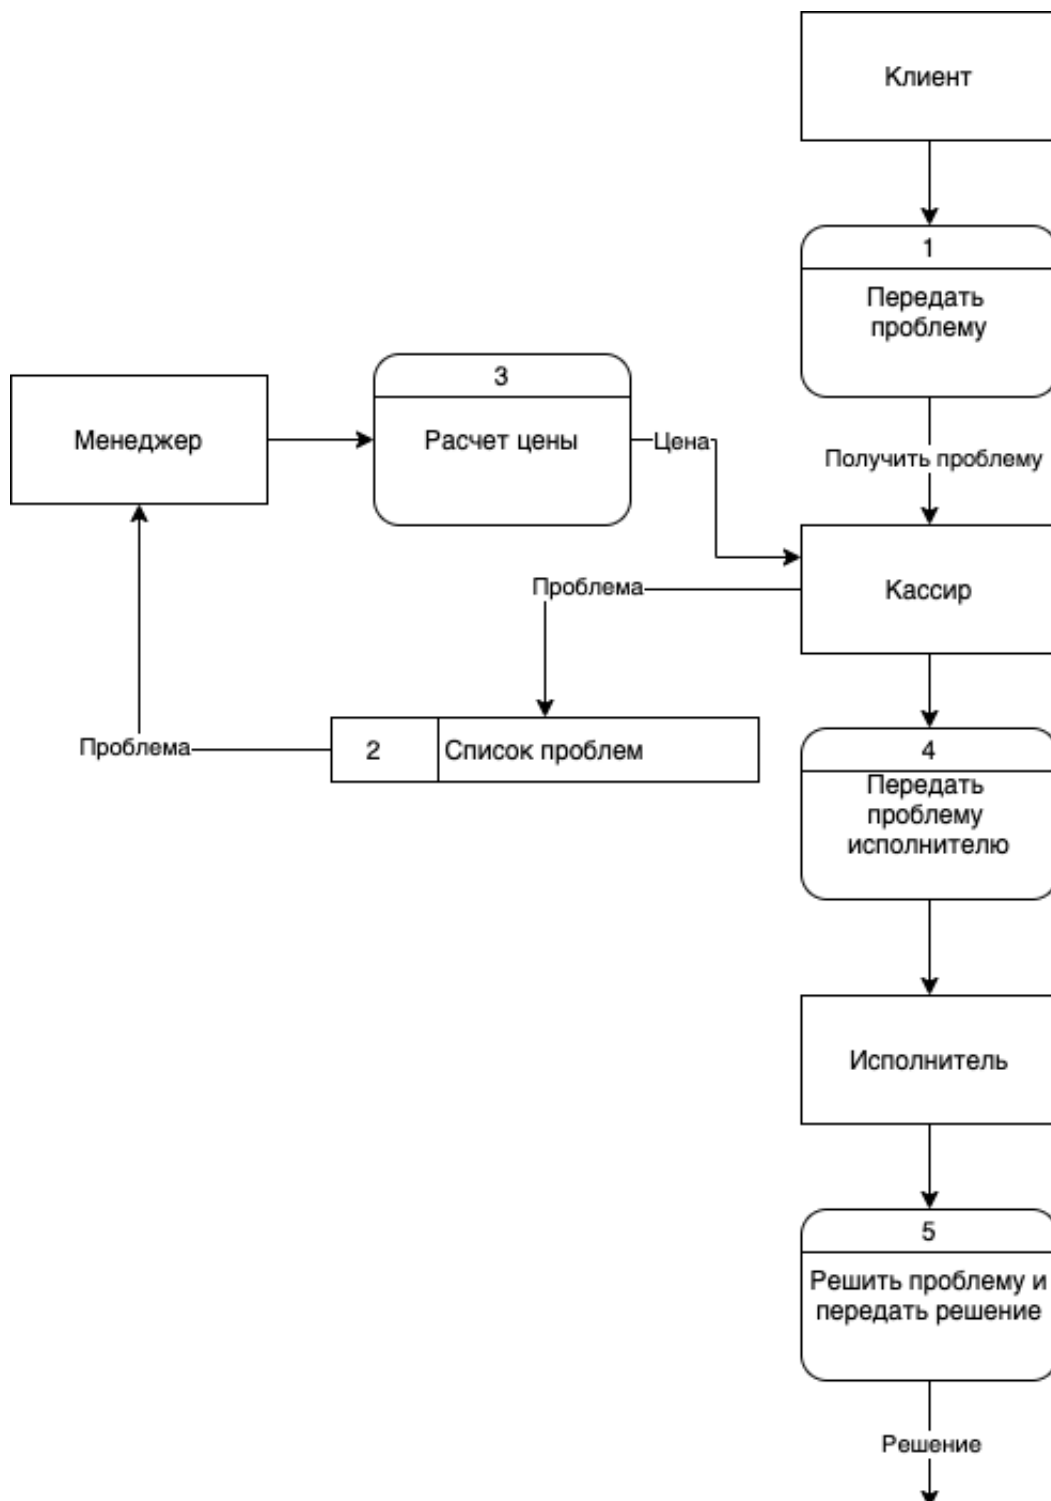 Клиент
1
Передать
проблему
3
Менеджер
Расчет цены
Цена
Получить проблему
Проблема
Кассир
Проблема
2
Список проблем
4
Передать
проблему
исполнителю
Исполнитель
5
Решить проблему и
передать решение
Решение